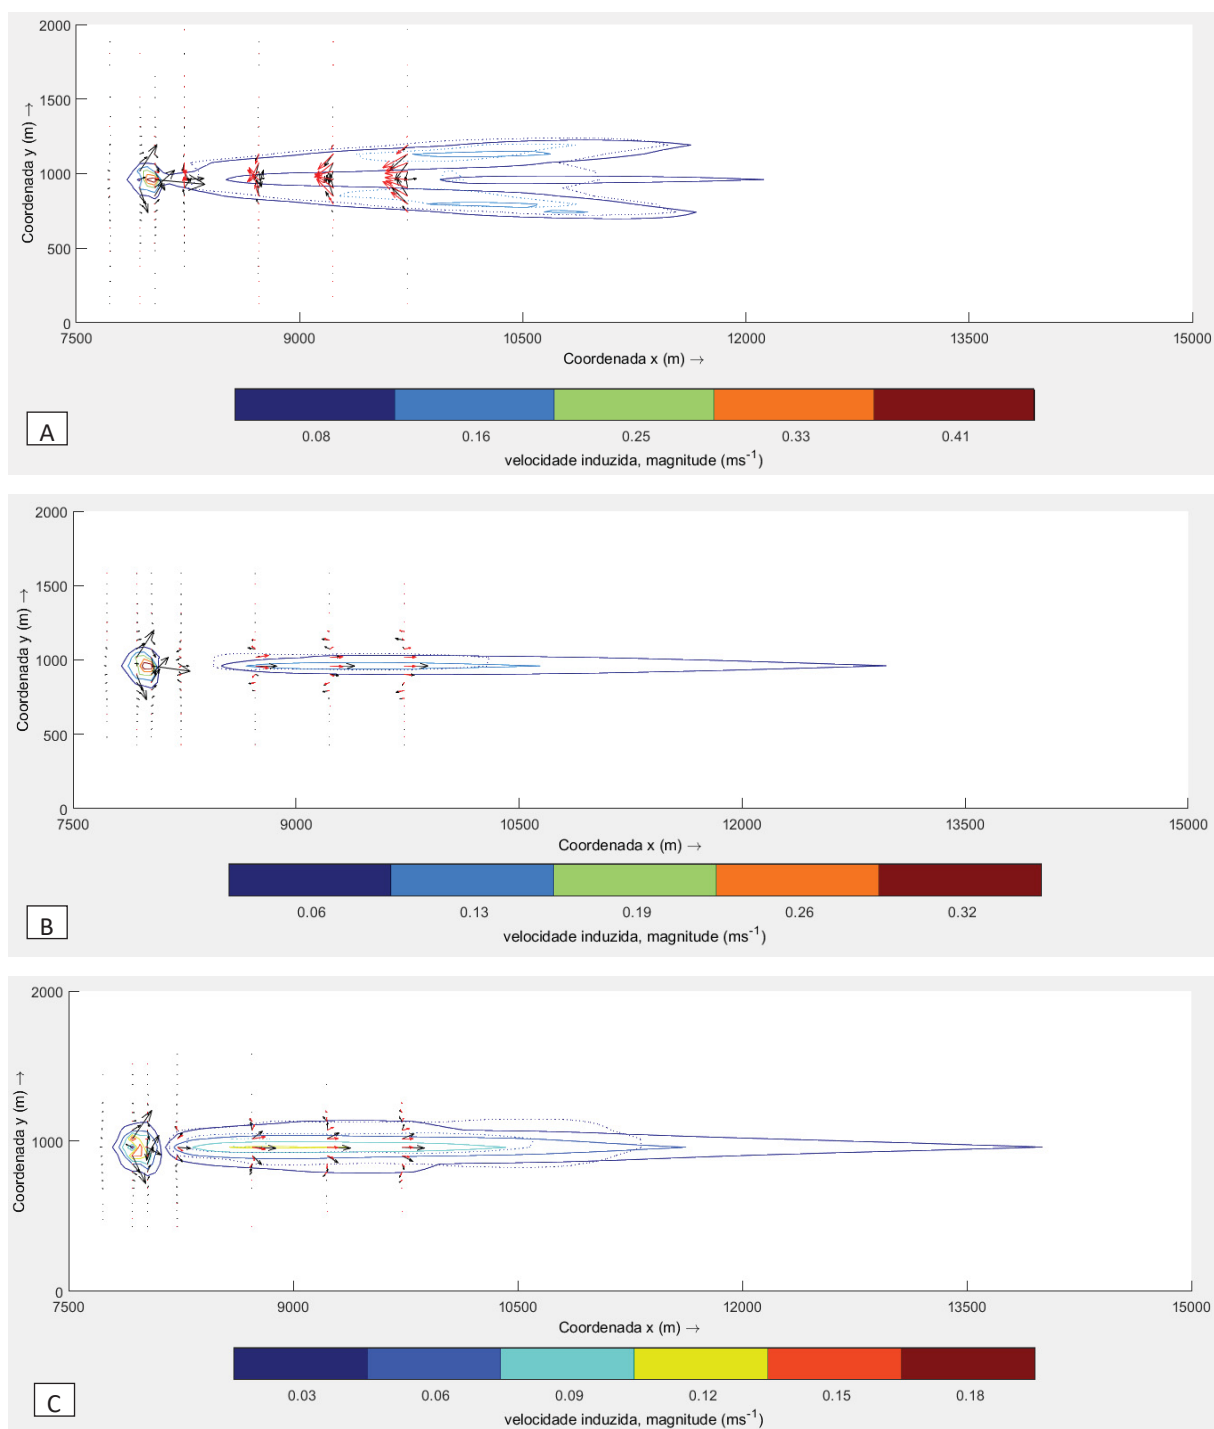 2000
1500
1000
500
0
Coordenada y (m) →
7500 9000 10500 12000 13500 15000
Coordenada x (m) →
0.08 0.16 0.25 0.33 0.41
velocidade induzida, magnitude (ms-1)
A
2000
1500
1000
500
0
Coordenada y (m) →
7500 9000 10500 12000 13500 15000
Coordenada x (m) →
0.06 0.13 0.19 0.26 0.32
velocidade induzida, magnitude (ms-1)
B
2000
1000
0
Coordenada y (m) →
7500 9000 10500 12000 13500 15000
Coordenada x (m) →
0.03 0.06 0.09 0.12 0.15 0.18
velocidade induzida, magnitude (ms-1)
C